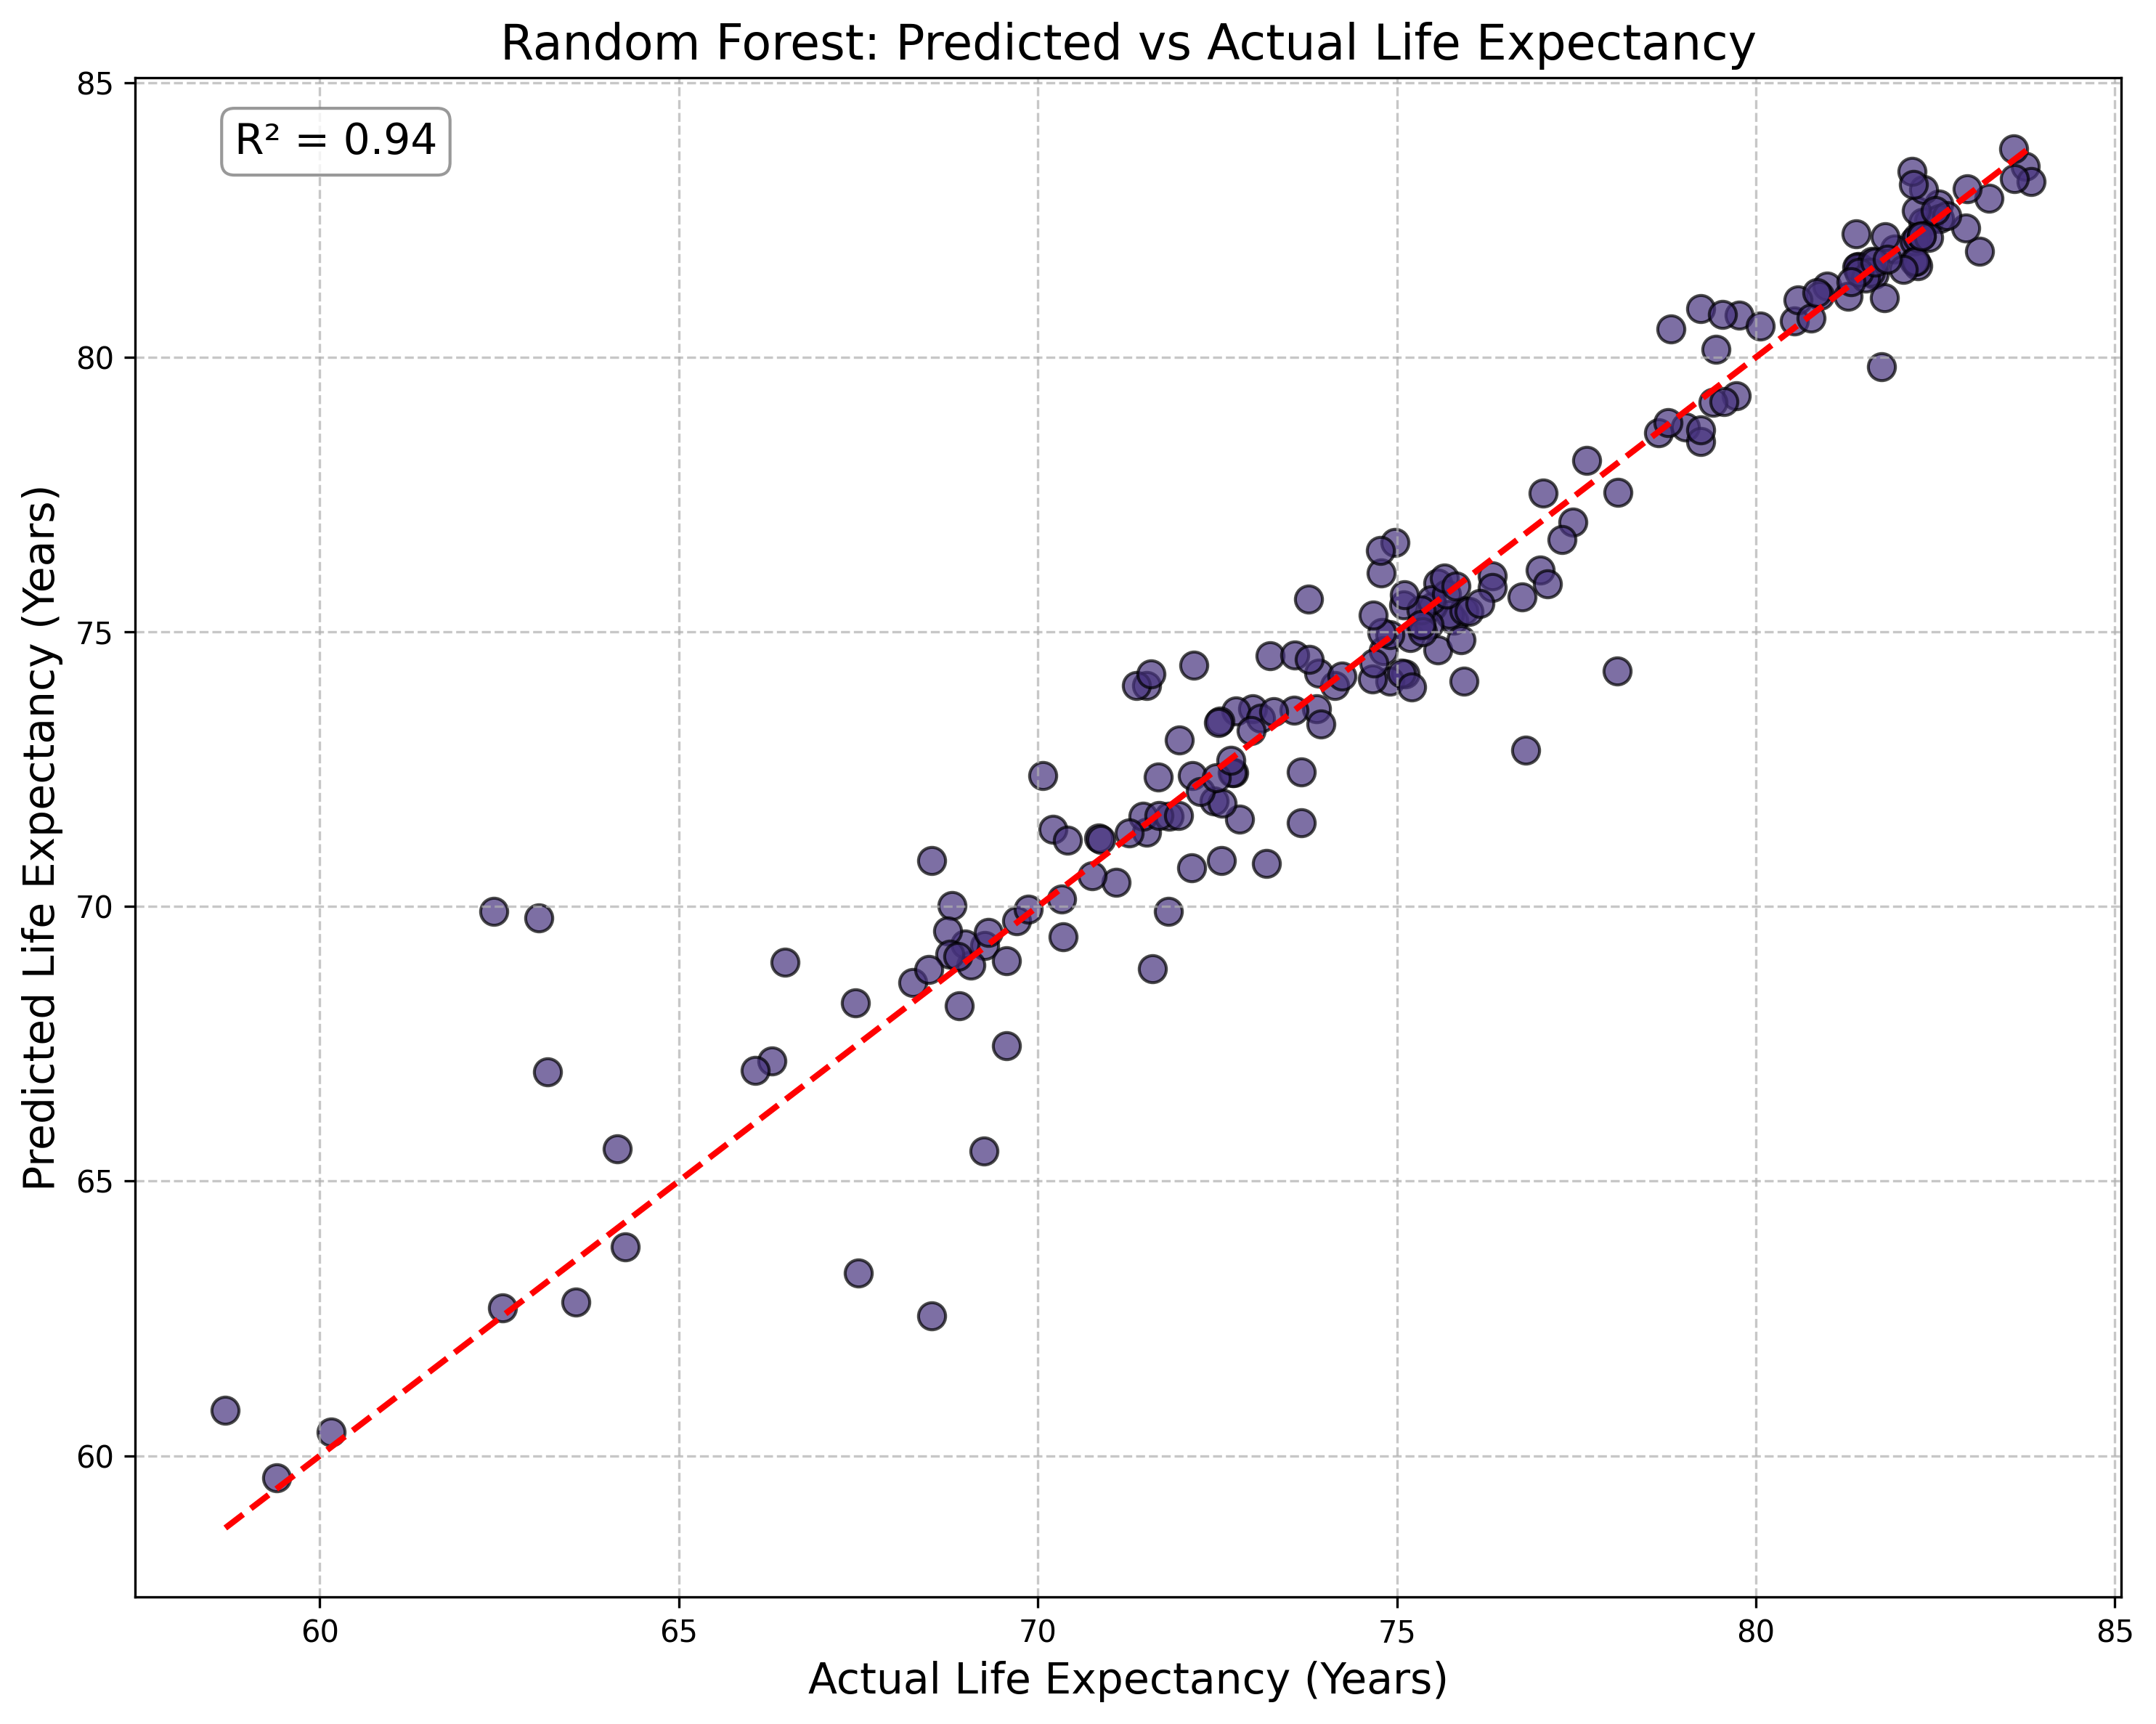 Random Forest: Predicted vs Actual Life Expectancy
R² = 0.94
Predicted Life Expectancy (Years)
85
80
75
70
65
60
60 65 70 75 80 85
Actual Life Expectancy (Years)